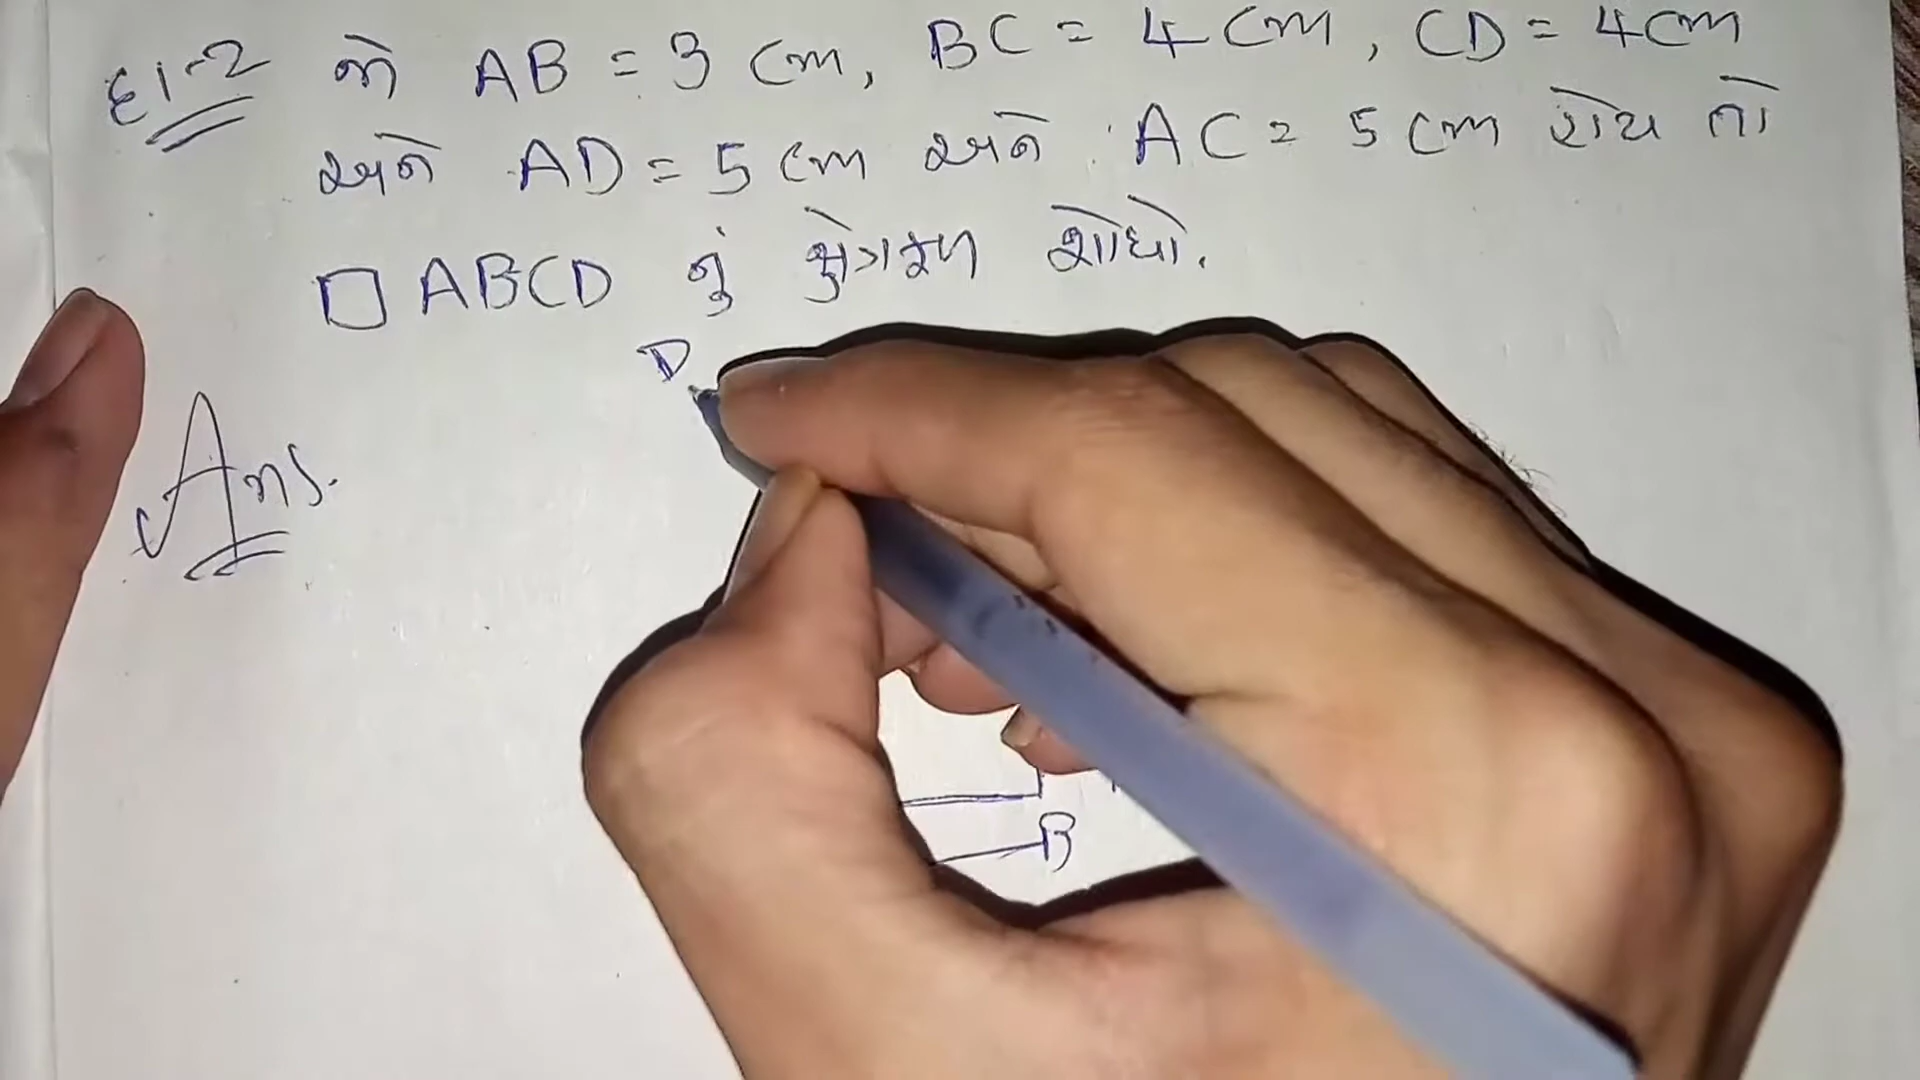 દા-2 જો AB = 3 cm, BC = 4 cm, CD = 4 cm
અને AD = 5 cm અને AC = 5 cm હોય તો
□ ABCD નું ક્ષેત્રફળ શોધો.
D
Ans.
B